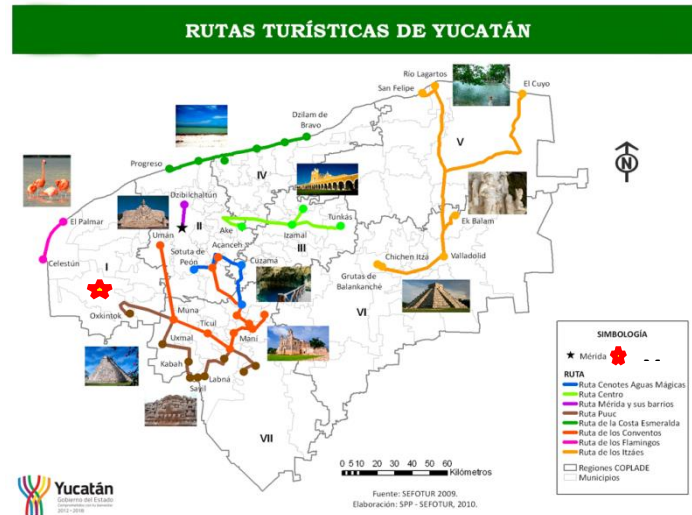 RUTAS TURÍSTICAS DE YUCATÁN
Río Lagartos
San Felipe
El Cuyo
Dzilam de
Bravo
V
Progreso
IV
Dzibilchaltún
El Palmar
II
Umán
Ake
Tunkás
Ek Balam
Izamal
Acanceh
III
Sotuta de
Peón
Cuzamá
Chichen Itzá
Valladolid
Celestún
I
Grutas de
Balankanché
VI
Oxkintok
Muna
Ticul
Maní
Uxmal
Kabah
Labná
Sayil
VII
SIMBOLOGÍA
Mérida
RUTA
Ruta Cenotes Aguas Mágicas
Ruta Centro
Ruta Mérida y sus barrios
Ruta Puuc
Ruta de la Costa Esmeralda
Ruta de los Conventos
Ruta de los Flamingos
Ruta de los Itzáes
Regiones COPLADE
Municipios
N
0 5 10 20 30 40 50 60
Kilómetros
Fuente: SEFOTUR 2009.
Elaboración: SPP - SEFOTUR, 2010.
Yucatán
Gobierno del Estado
2012 - 2018